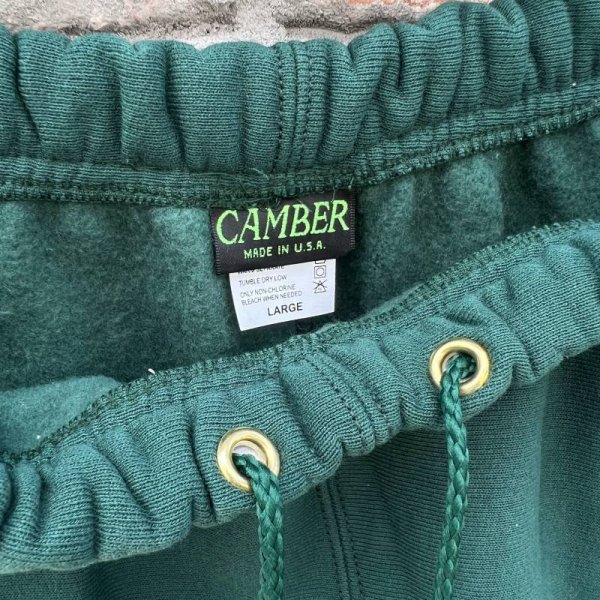 CAMBER
MADE IN U.S.A.
TUMBLE DRY LOW
ONLY NON-CHLORINE
BLEACH WHEN NEEDED
LARGE